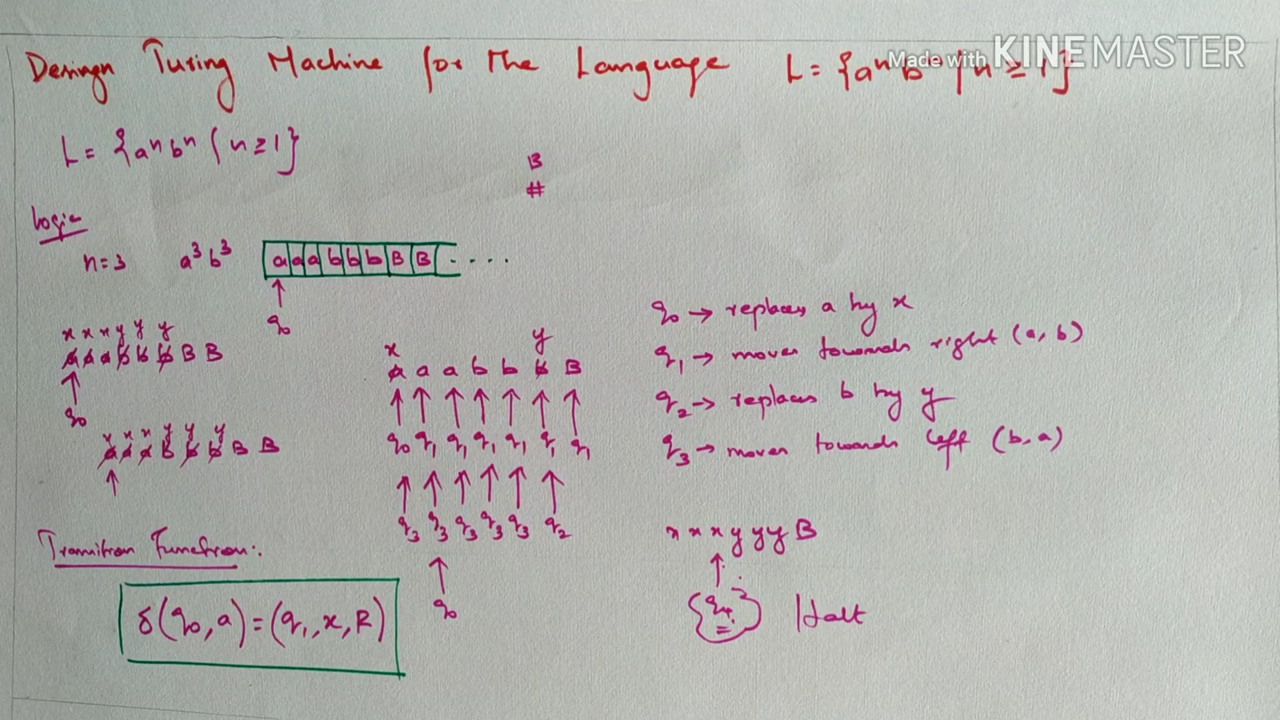 Design Turing Machine for the Language L = {aⁿbⁿ | n ≥ 1}
Made with KINEMASTER
L = {aⁿbⁿ | n ≥ 1}
B
#
Logic
n=3 a³ b³ a a a b b b B B ....
q₀
x x x y y y
a a a b b b B B
q₀
x x x y y y
a a a b b b B B
x y
a a a b b b B
q₀ q₁ q₁ q₁ q₁ q₁ q₁
q₃ q₃ q₃ q₃ q₃ q₂
q₀
q₀ → replaces a by x
q₁ → moves towards right (a, b)
q₂ → replaces b by y
q₃ → moves towards left (b, a)
x x x y y y B
{q₄} Halt
Transition Function:.
δ(q₀, a) = (q₁, x, R)